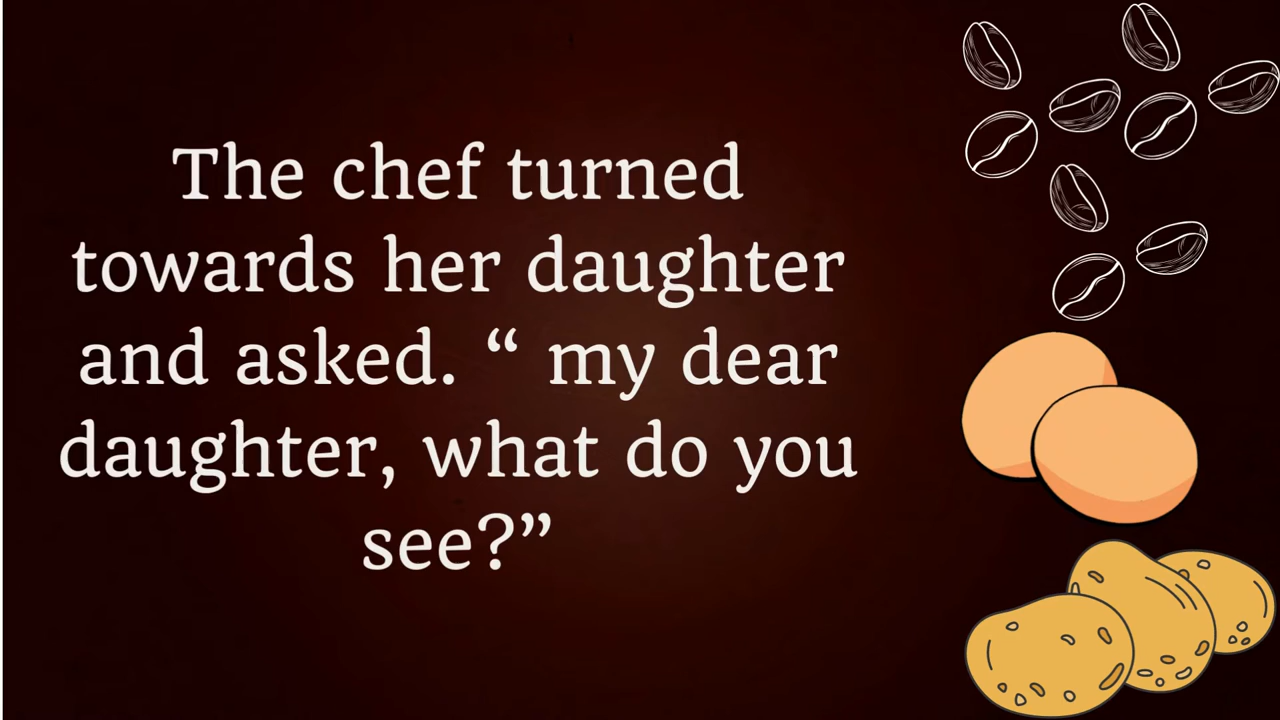 The chef turned
towards her daughter
and asked. “ my dear
daughter, what do you
see?”